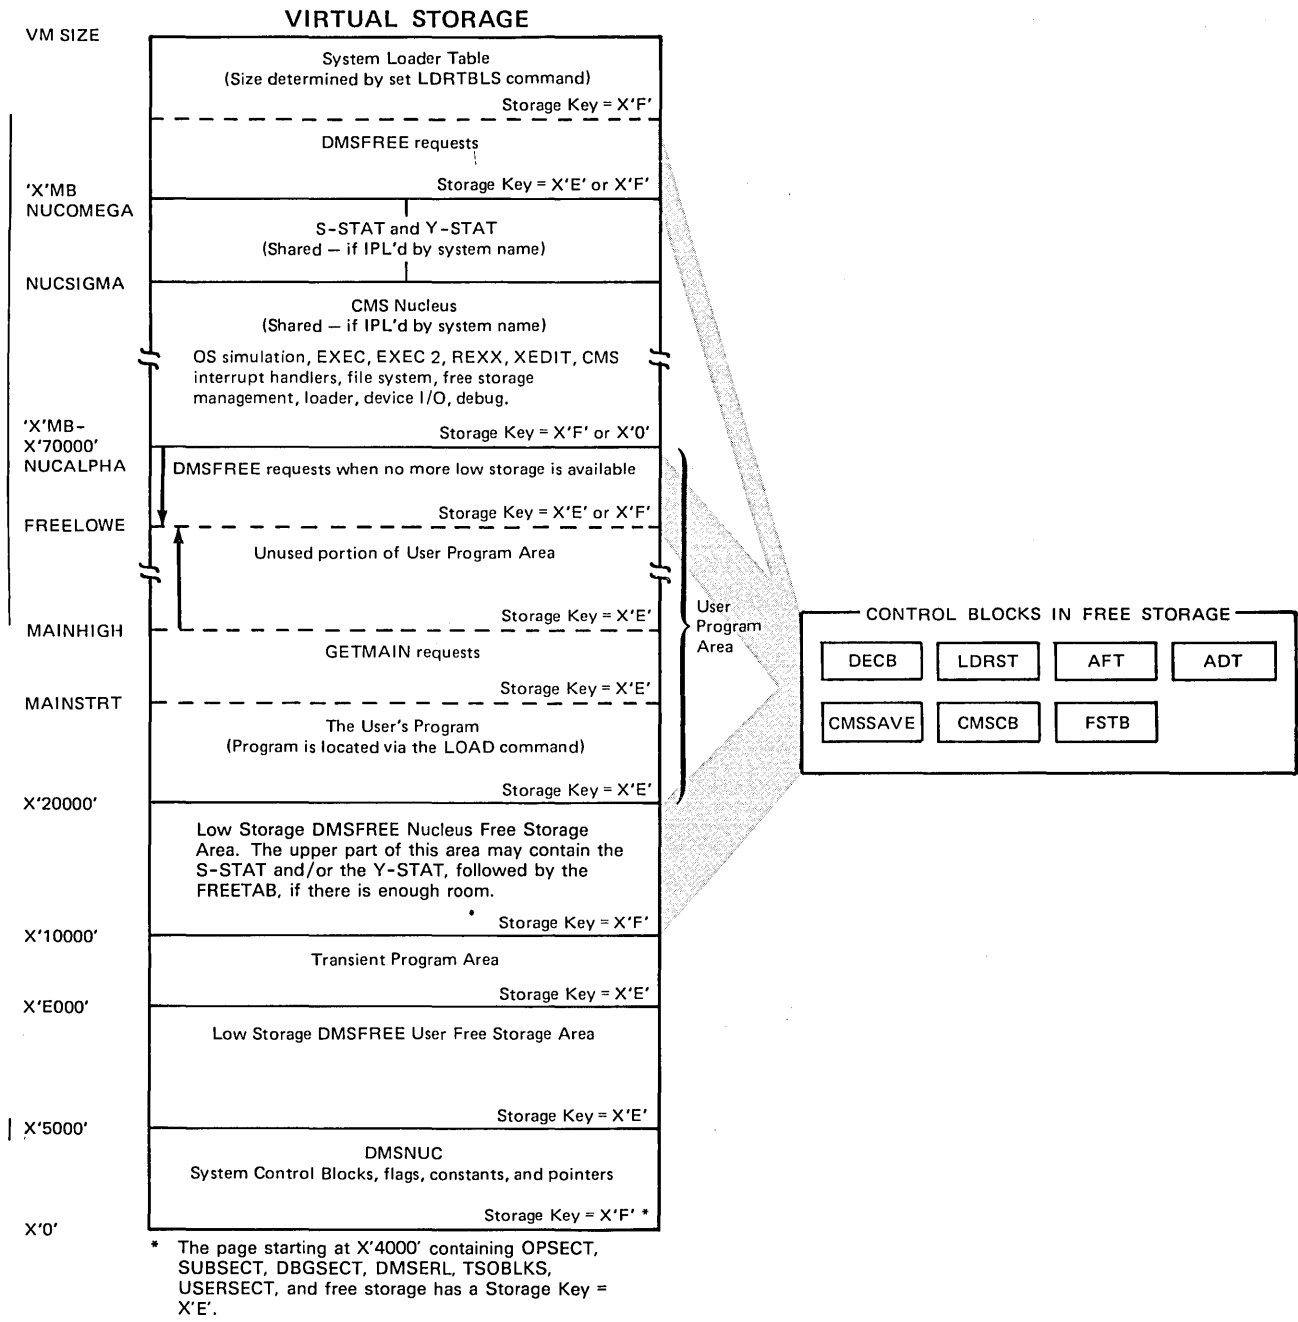 VIRTUAL STORAGE
VM SIZE
System Loader Table
(Size determined by set LDRTBLS command)
Storage Key = X'F'
DMSFREE requests
Storage Key = X'E' or X'F'
'X'MB
NUCOMEGA
S-STAT and Y-STAT
(Shared — if IPL'd by system name)
NUCSIGMA
CMS Nucleus
(Shared — if IPL'd by system name)
OS simulation, EXEC, EXEC 2, REXX, XEDIT, CMS
interrupt handlers, file system, free storage
management, loader, device I/O, debug.
'X'MB-
X'70000'
NUCALPHA
Storage Key = X'F' or X'0'
DMSFREE requests when no more low storage is available
Storage Key = X'E' or X'F'
FREELOWE
Unused portion of User Program Area
Storage Key = X'E'
MAINHIGH
GETMAIN requests
Storage Key = X'E'
MAINSTRT
The User's Program
(Program is located via the LOAD command)
Storage Key = X'E'
X'20000'
User
Program
Area
CONTROL BLOCKS IN FREE STORAGE
DECB
LDRST
AFT
ADT
CMSSAVE
CMSCB
FSTB
Low Storage DMSFREE Nucleus Free Storage
Area. The upper part of this area may contain the
S-STAT and/or the Y-STAT, followed by the
FREETAB, if there is enough room.
Storage Key = X'F'
X'10000'
Transient Program Area
Storage Key = X'E'
X'E000'
Low Storage DMSFREE User Free Storage Area
Storage Key = X'E'
X'5000'
DMSNUC
System Control Blocks, flags, constants, and pointers
Storage Key = X'F' *
X'0'
* The page starting at X'4000' containing OPSECT,
SUBSECT, DBGSECT, DMSERL, TSOBLKS,
USERSECT, and free storage has a Storage Key =
X'E'.